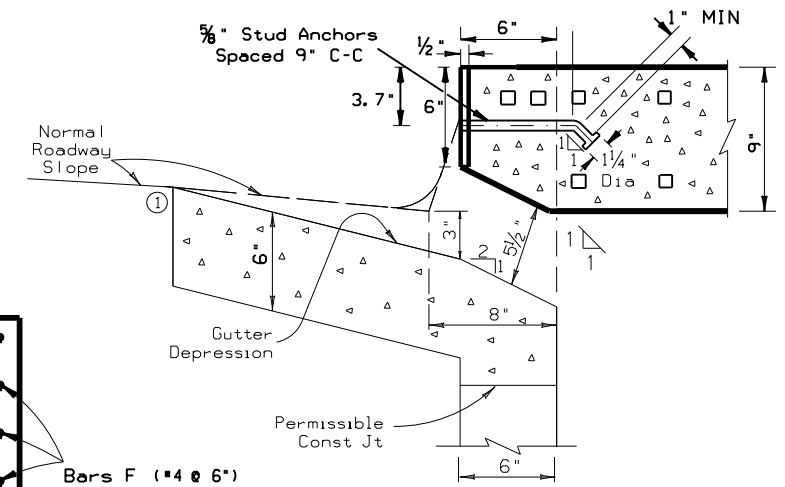 ⅝" Stud Anchors
Spaced 9" C-C
6"
1" MIN
½"
3.7"
6"
9"
Normal
Roadway
Slope
1
1
1¼"
Dia
①
6"
3"
2
1
5½"
1
1
8"
Gutter
Depression
Permissible
Const Jt
6"
Bars F (#4 @ 6")